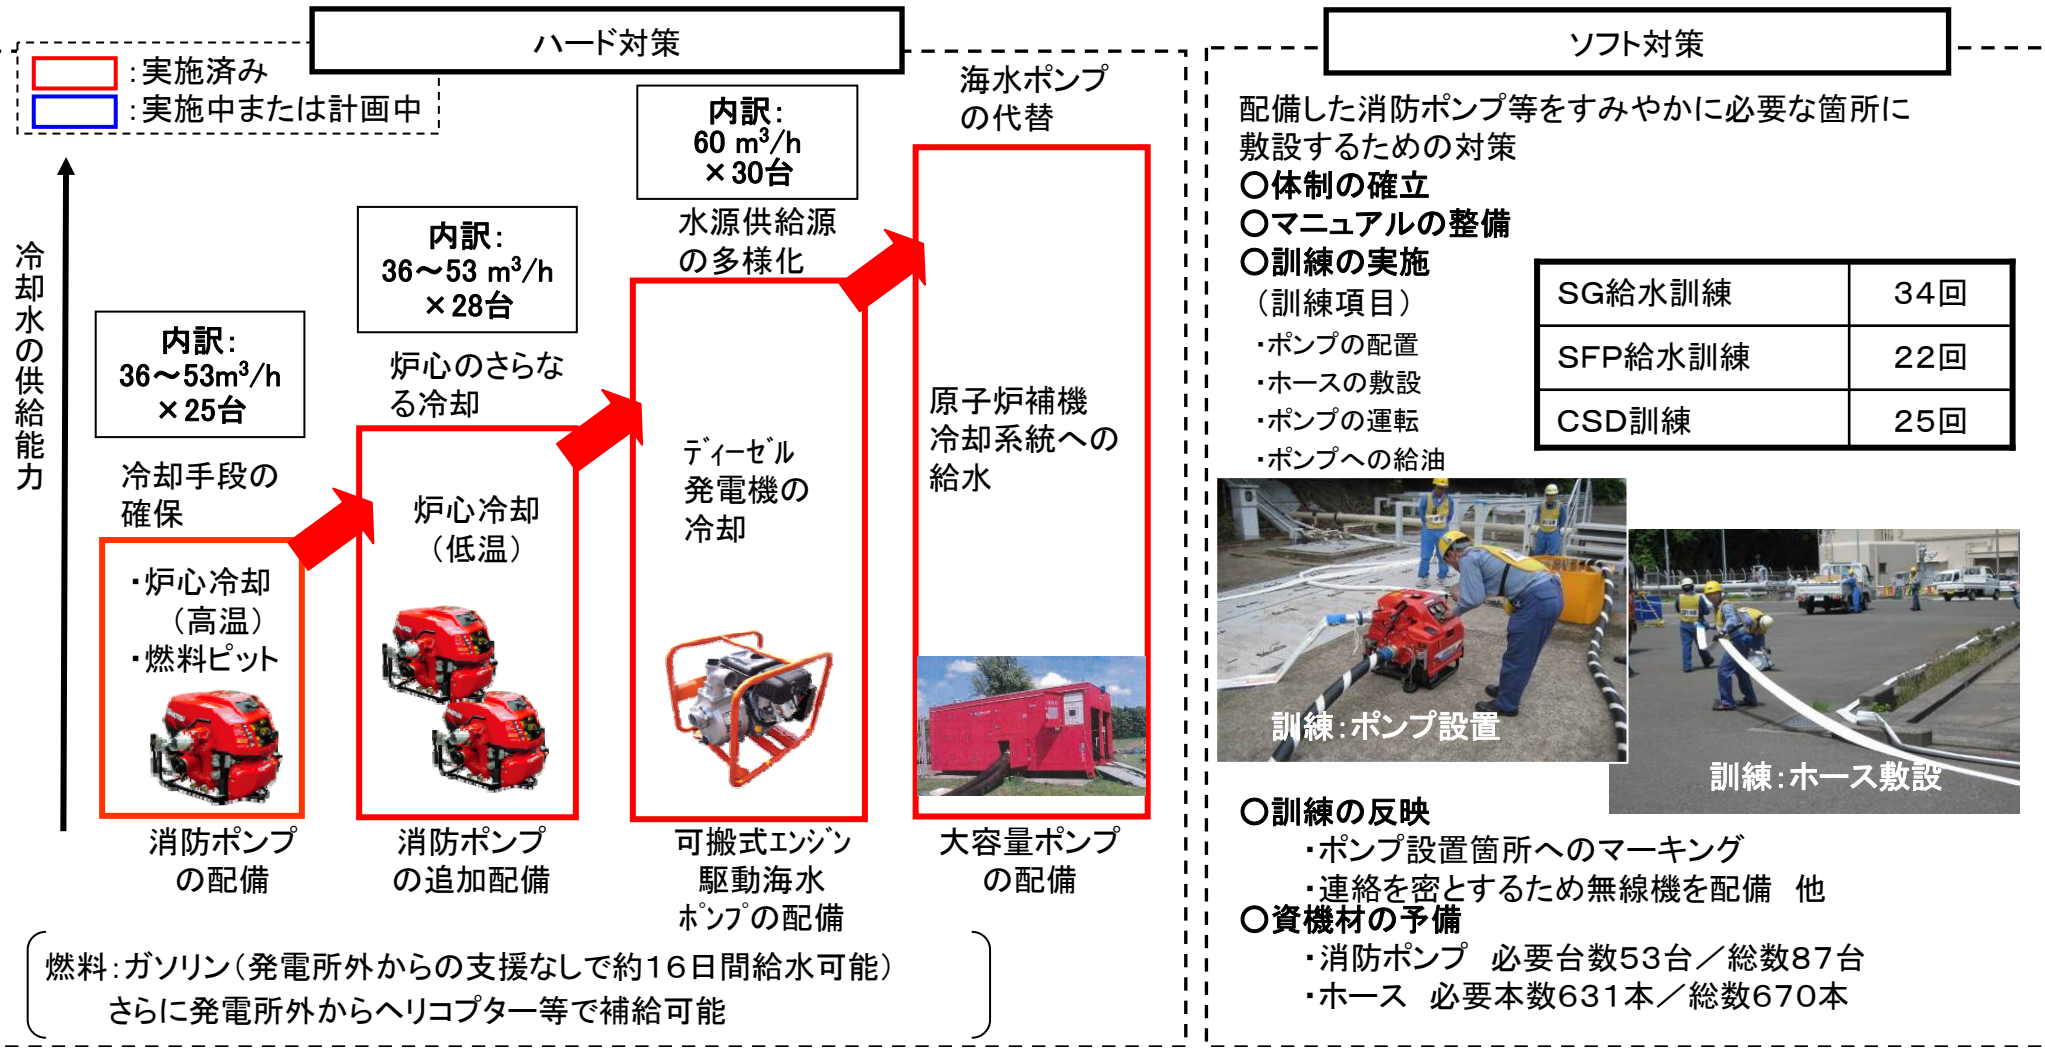 ハード対策
：実施済み
：実施中または計画中
冷却水の供給能力
内訳：
36～53m³/h
×25台
冷却手段の
確保
・炉心冷却
（高温）
・燃料ピット
消防ポンプ
の配備
内訳：
36～53 m³/h
×28台
炉心のさらな
る冷却
炉心冷却
（低温）
消防ポンプ
の追加配備
内訳：
60 m³/h
×30台
水源供給源
の多様化
ﾃﾞｨｰｾﾞﾙ
発電機の
冷却
可搬式ｴﾝｼﾞﾝ
駆動海水
ﾎﾟﾝﾌﾟの配備
海水ポンプ
の代替
原子炉補機
冷却系統への
給水
大容量ポンプ
の配備
燃料：ガソリン（発電所外からの支援なしで約１６日間給水可能）
さらに発電所外からヘリコプター等で補給可能
ソフト対策
配備した消防ポンプ等をすみやかに必要な箇所に
敷設するための対策
○体制の確立
○マニュアルの整備
○訓練の実施
（訓練項目）
・ポンプの配置
・ホースの敷設
・ポンプの運転
・ポンプへの給油
ＳＧ給水訓練 ３４回
ＳＦＰ給水訓練 ２２回
ＣＳＤ訓練 ２５回
訓練：ポンプ設置
訓練：ホース敷設
○訓練の反映
・ポンプ設置箇所へのマーキング
・連絡を密とするため無線機を配備　他
○資機材の予備
・消防ポンプ　必要台数５３台／総数８７台
・ホース　必要本数６３１本／総数６７０本